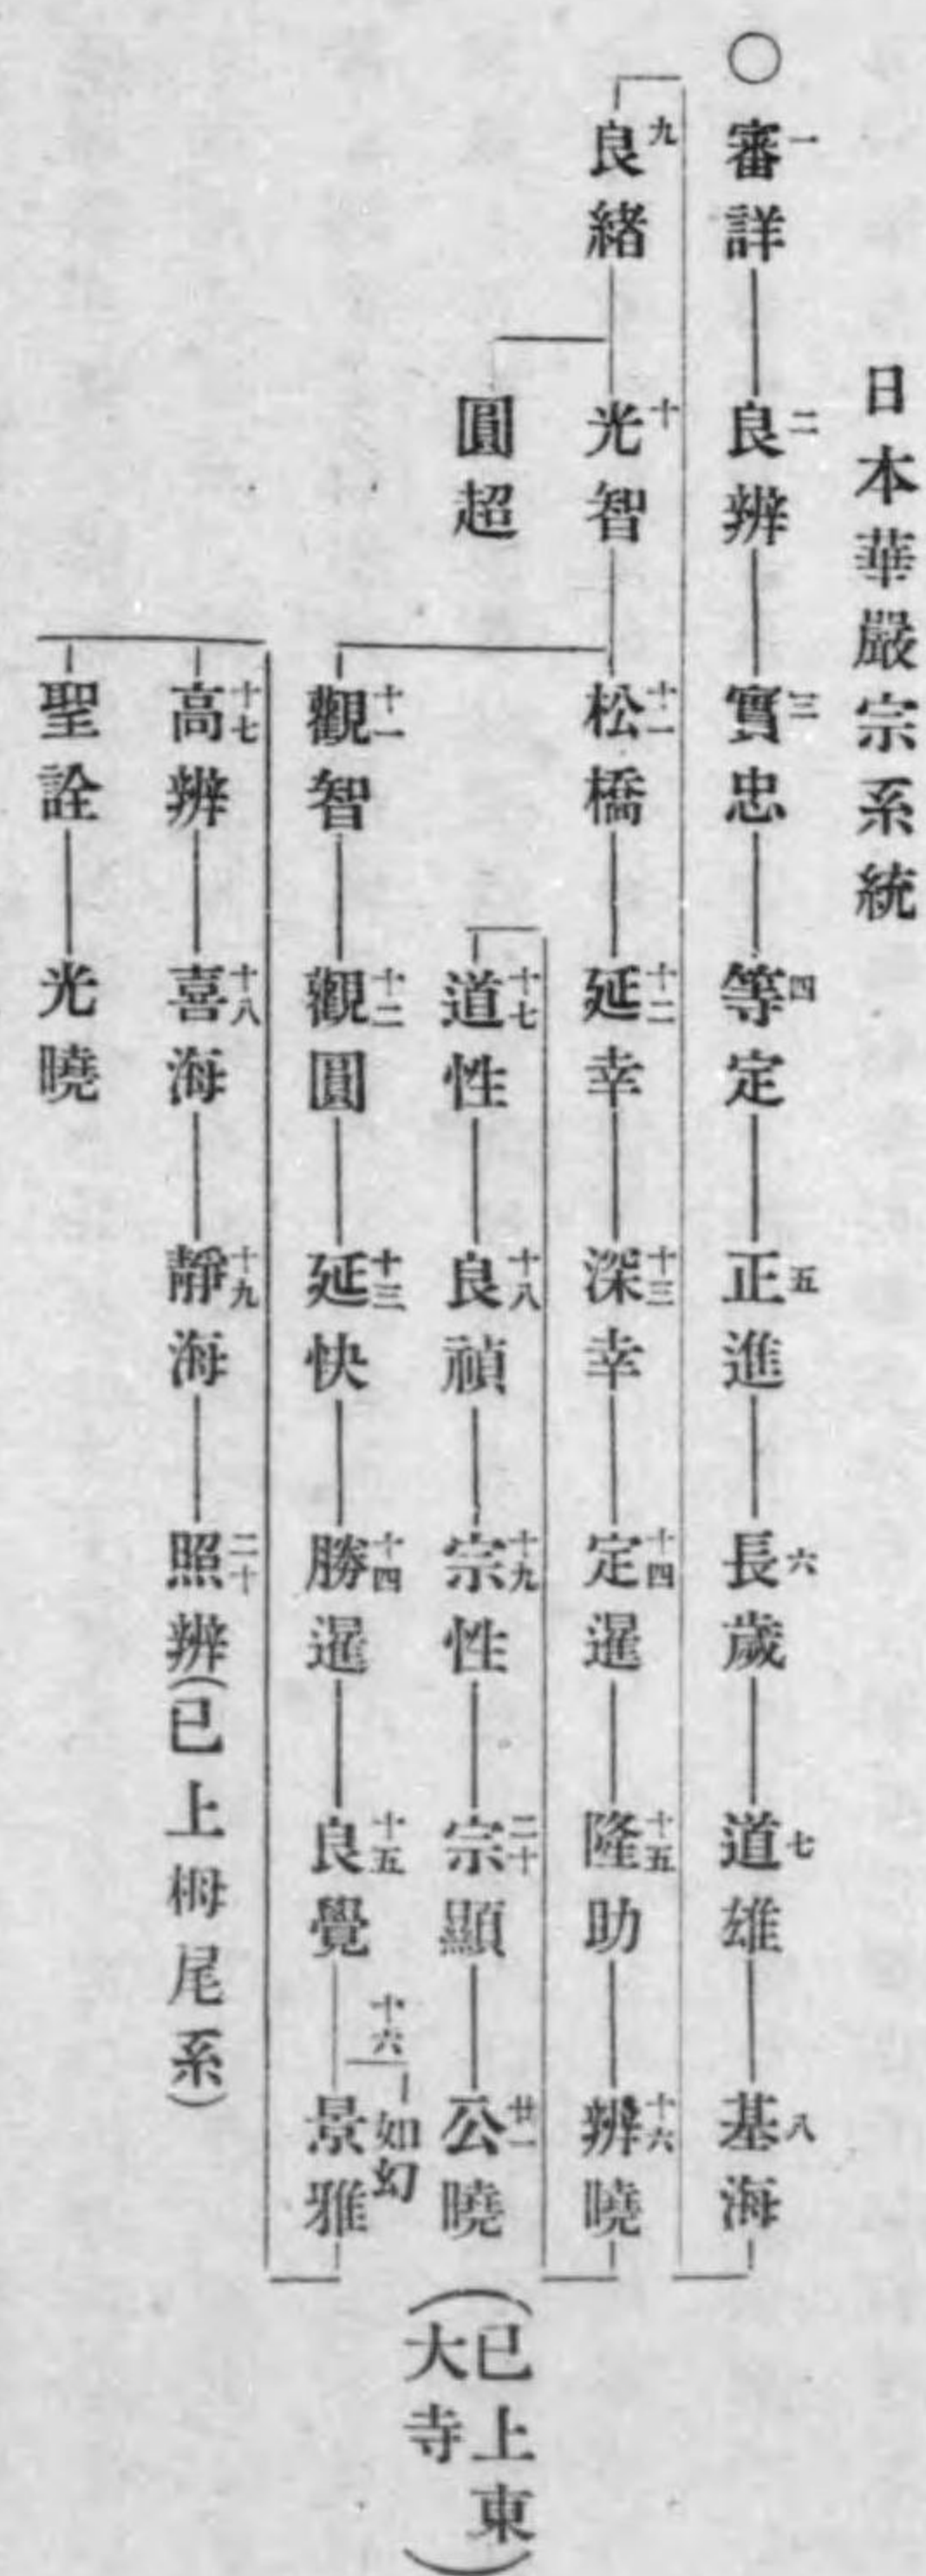 日本華嚴宗系統
○審詳一 良辨二 實忠三 等定四 正進五 長歲六 道雄七 基海八
良緒九 光智十 松橋十一 延幸十二 深幸十三 定暹十四 隆助十五 辨曉十六
圓超 道性十七 良禎十八 宗性十九 宗顯二十 公曉廿一(已上東大寺)
觀智十一 觀圓十二 延快十三 勝暹十四 良覺十五 景雅 如幻十六
高辨十七 喜海十八 靜海十九 照辨二十(已上栂尾系)
聖詮 光曉